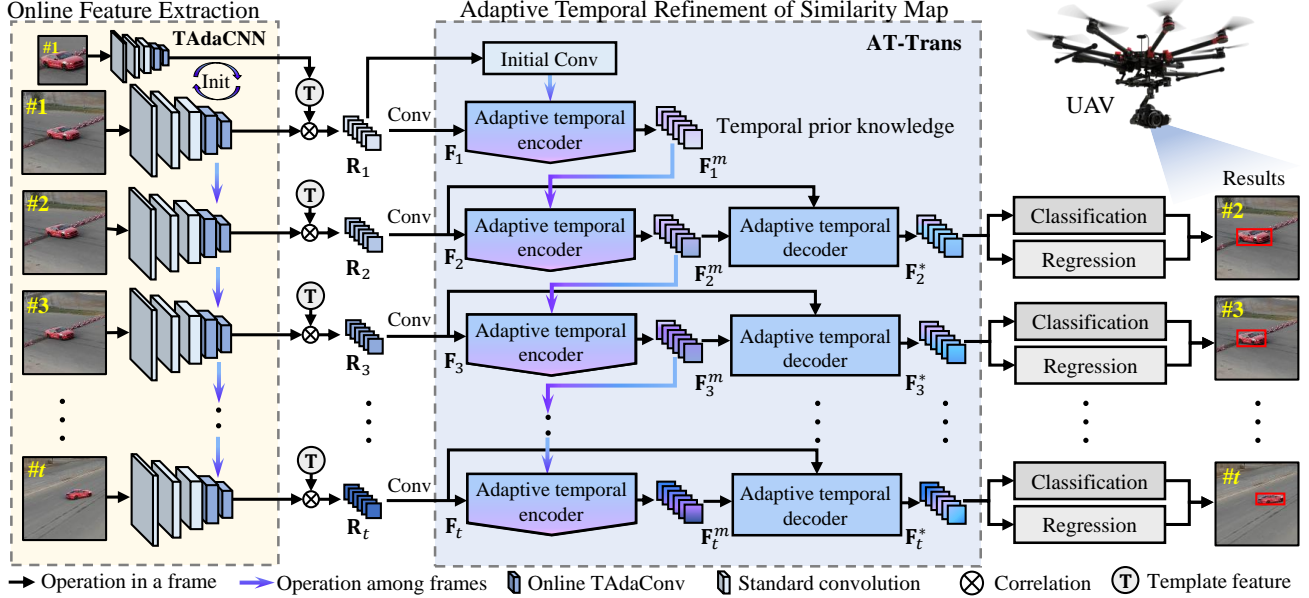 Online Feature Extraction
Adaptive Temporal Refinement of Similarity Map
TAdaCNN
AT-Trans
#1
Init
T
Initial Conv
UAV
#1
Conv
Adaptive temporal
encoder
Temporal prior knowledge
R₁
F₁
F₁ᵐ
Results
#2
T
Conv
Adaptive temporal
encoder
Adaptive temporal
decoder
Classification
Regression
#2
R₂
F₂
F₂ᵐ
F₂*
#3
T
Conv
Adaptive temporal
encoder
Adaptive temporal
decoder
Classification
Regression
#3
R₃
F₃
F₃ᵐ
F₃*
#t
T
Conv
Adaptive temporal
encoder
Adaptive temporal
decoder
Classification
Regression
#t
Rₜ
Fₜ
Fₜᵐ
Fₜ*
Operation in a frame
Operation among frames
Online TAdaConv
Standard convolution
Correlation
T Template feature